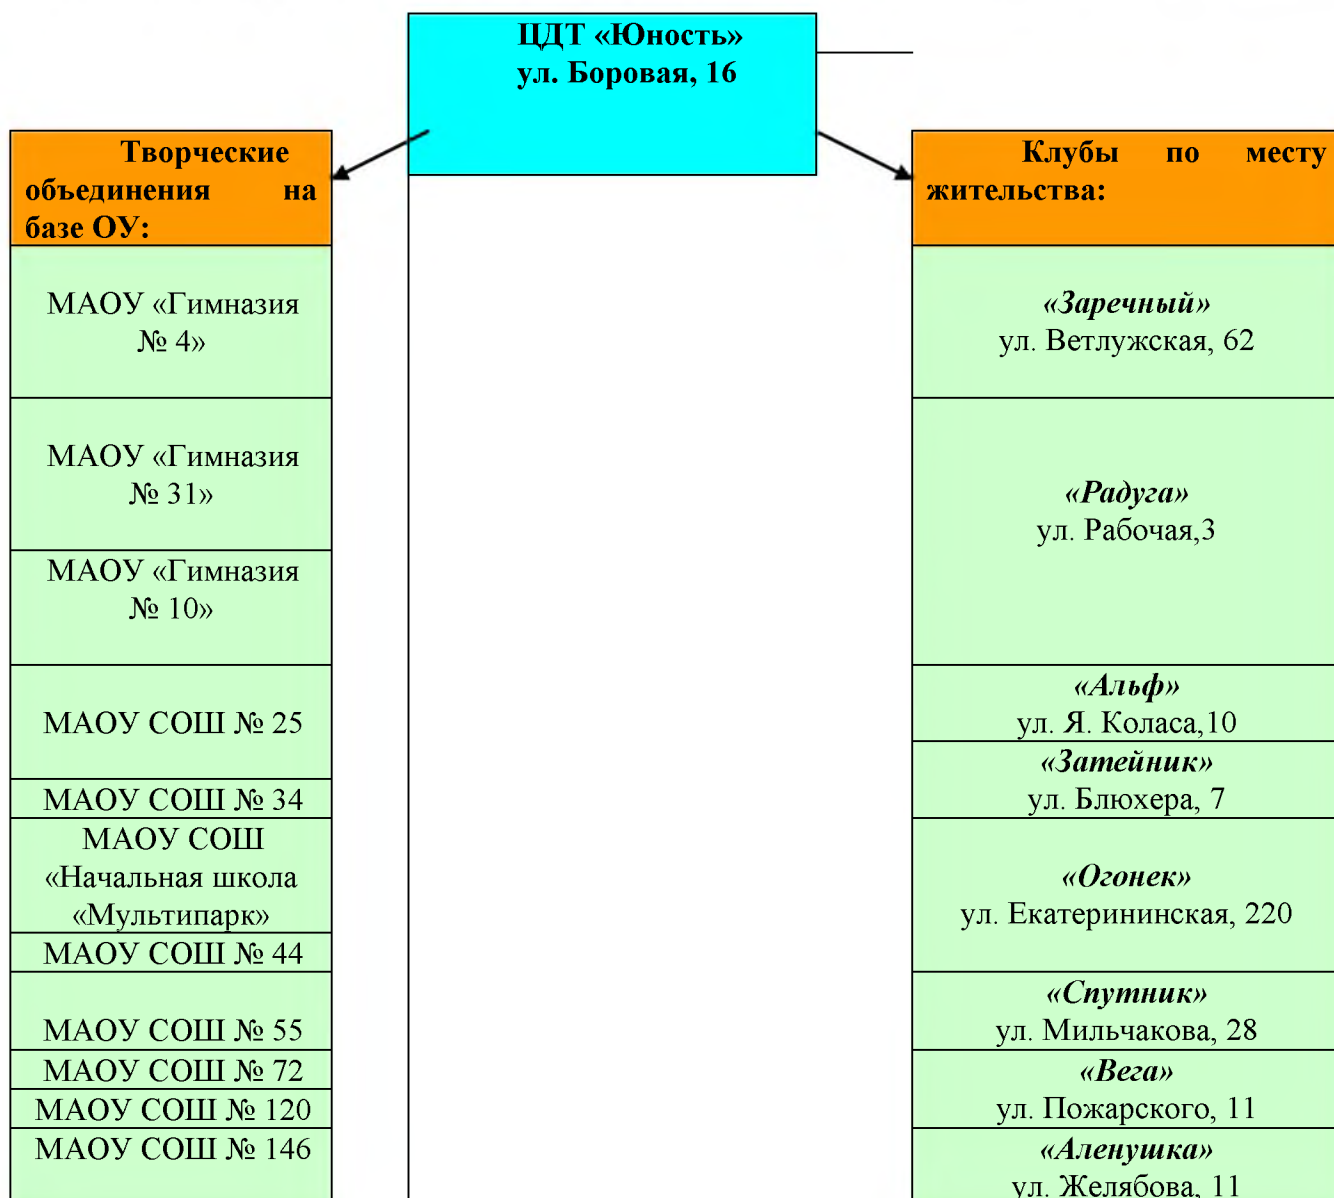 ЦДТ «Юность»
ул. Боровая, 16
Творческие
объединения на
базе ОУ:
МАОУ «Гимназия
№ 4»
МАОУ «Гимназия
№ 31»
МАОУ «Гимназия
№ 10»
МАОУ СОШ № 25
МАОУ СОШ № 34
МАОУ СОШ
«Начальная школа
«Мультипарк»
МАОУ СОШ № 44
МАОУ СОШ № 55
МАОУ СОШ № 72
МАОУ СОШ № 120
МАОУ СОШ № 146
Клубы по месту
жительства:
«Заречный»
ул. Ветлужская, 62
«Радуга»
ул. Рабочая,3
«Альф»
ул. Я. Коласа,10
«Затейник»
ул. Блюхера, 7
«Огонек»
ул. Екатерининская, 220
«Спутник»
ул. Мильчакова, 28
«Вега»
ул. Пожарского, 11
«Аленушка»
ул. Желябова, 11